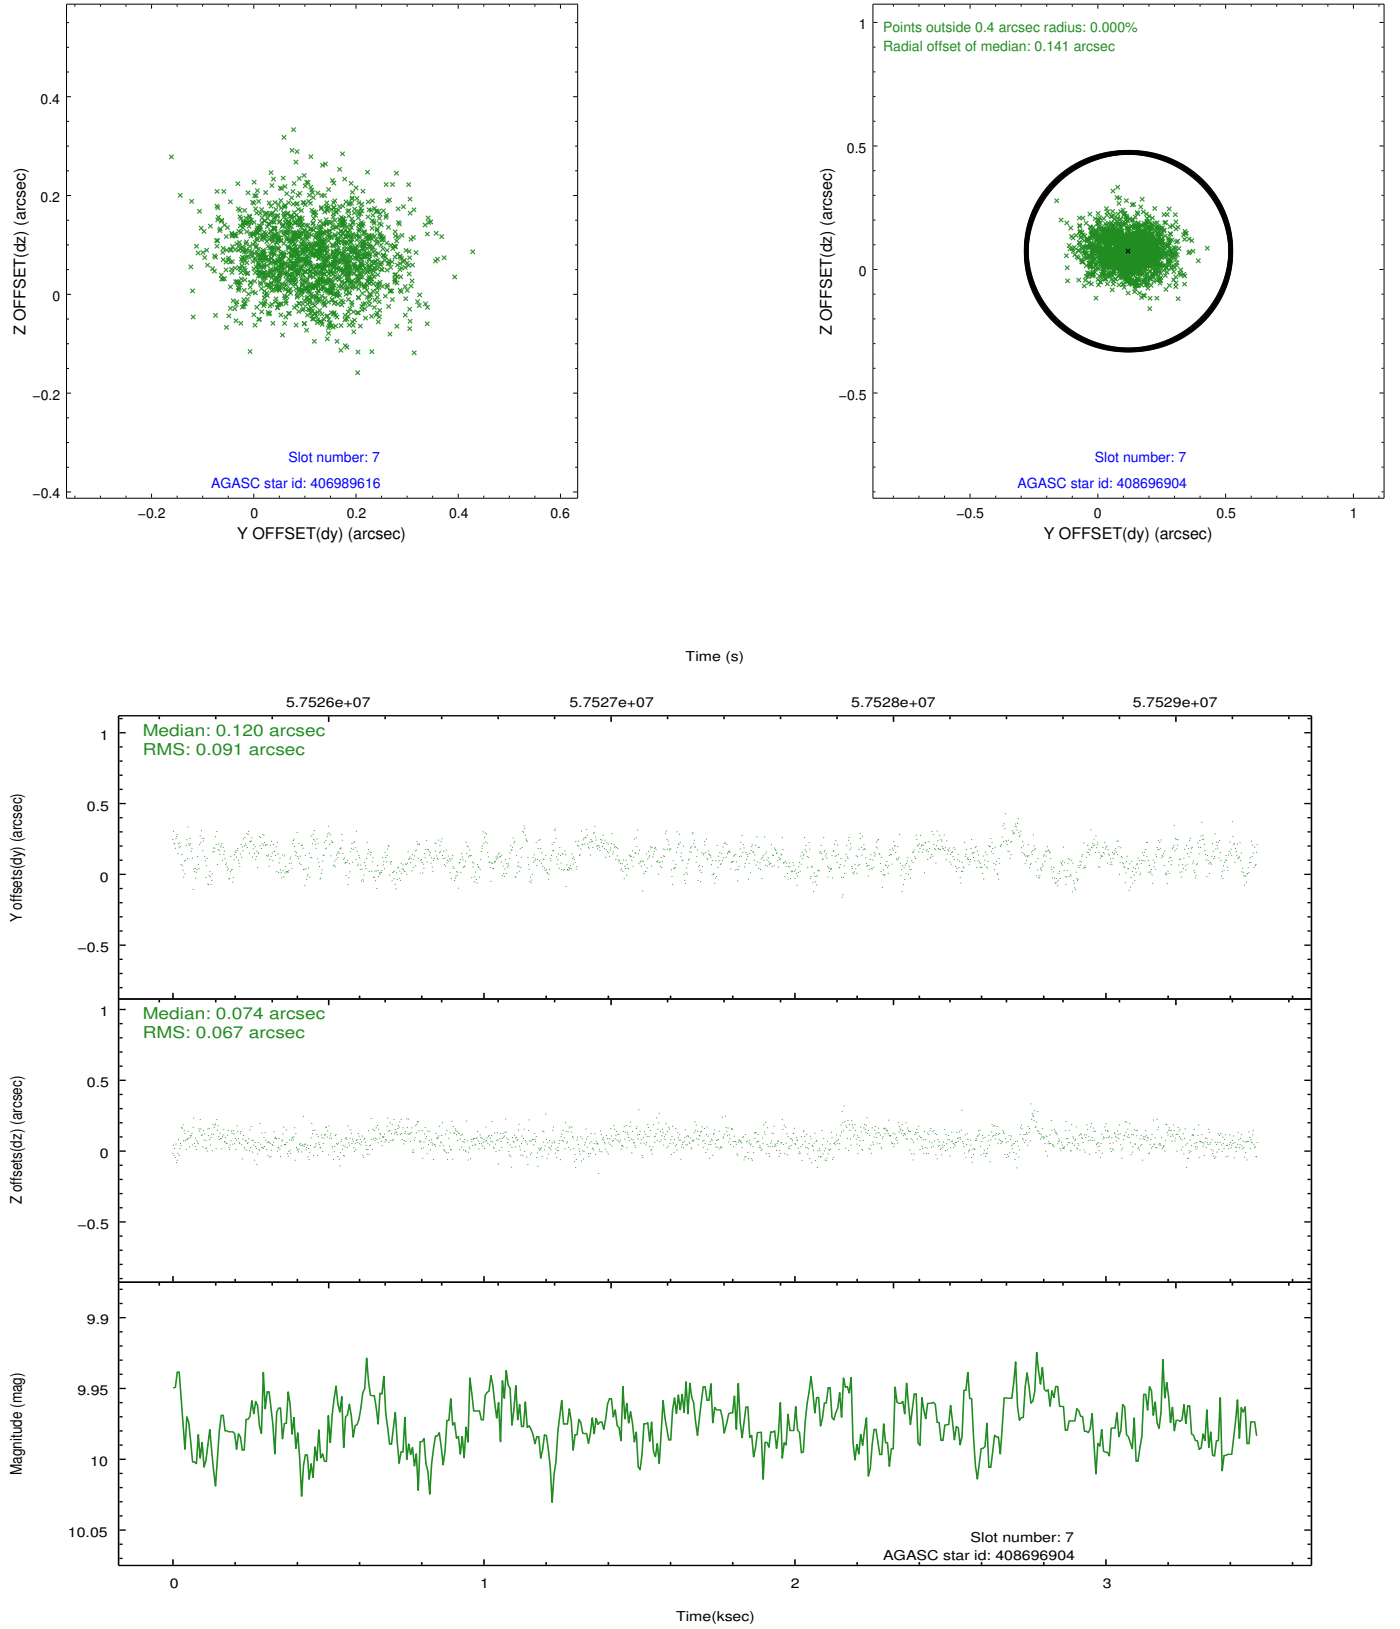 0.4
0.2
0
−0.2
−0.4
Z OFFSET(dz) (arcsec)
Slot number: 7
AGASC star id: 406989616
−0.2 0 0.2 0.4 0.6
Y OFFSET(dy) (arcsec)
Points outside 0.4 arcsec radius: 0.000%
Radial offset of median: 0.141 arcsec
1
0.5
0
−0.5
Z OFFSET(dz) (arcsec)
Slot number: 7
AGASC star id: 408696904
−0.5 0 0.5 1
Y OFFSET(dy) (arcsec)
Time (s)
5.7526e+07 5.7527e+07 5.7528e+07 5.7529e+07
Median: 0.120 arcsec
RMS: 0.091 arcsec
1
0.5
0
−0.5
Y offsets(dy) (arcsec)
Median: 0.074 arcsec
RMS: 0.067 arcsec
1
0.5
0
−0.5
Z offsets(dz) (arcsec)
9.9
9.95
10
10.05
Magnitude (mag)
Slot number: 7
AGASC star id: 408696904
0 1 2 3
Time(ksec)